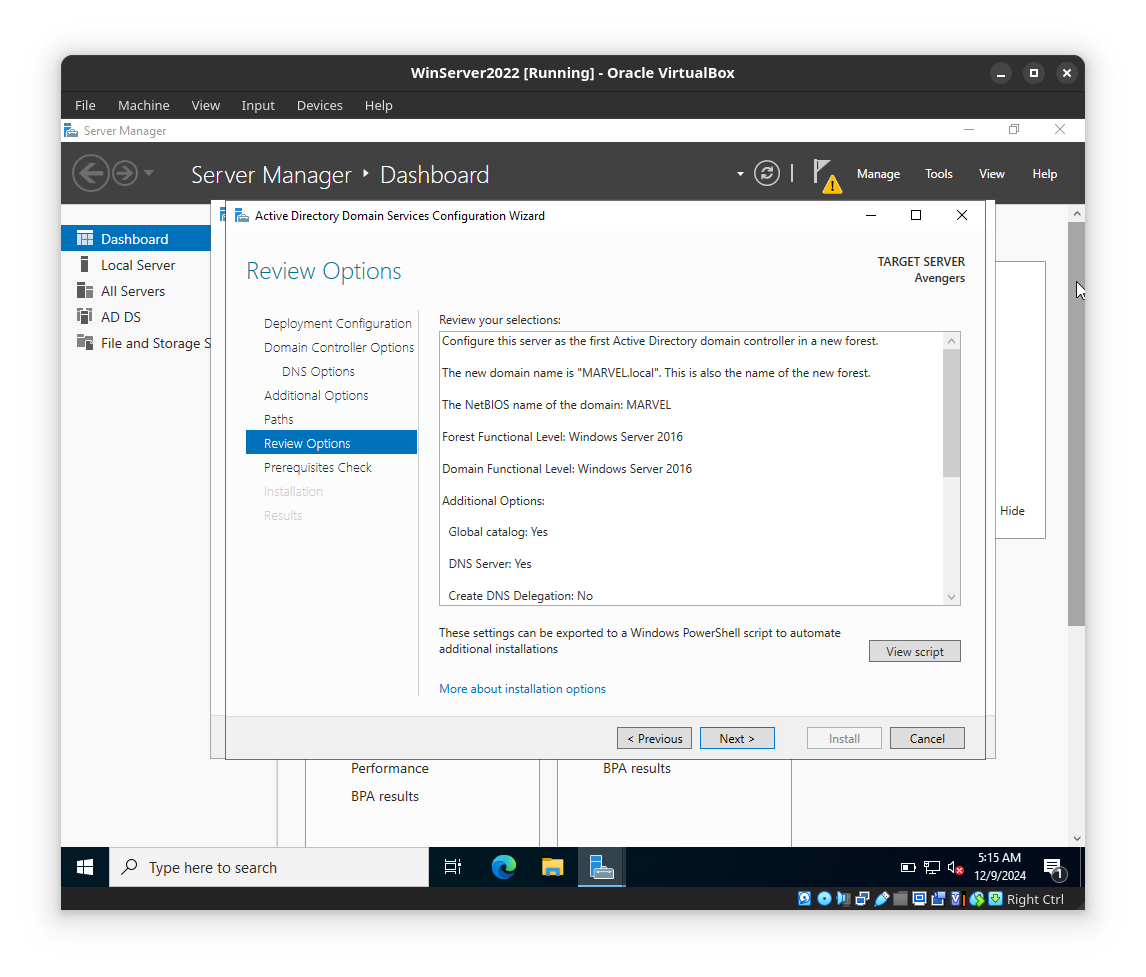 WinServer2022 [Running] - Oracle VirtualBox
File Machine View Input Devices Help
Server Manager
Server Manager Dashboard
Manage Tools View Help
Active Directory Domain Services Configuration Wizard
Dashboard
Local Server
All Servers
AD DS
File and Storage S
Review Options
TARGET SERVER
Avengers
Deployment Configuration
Domain Controller Options
DNS Options
Additional Options
Paths
Review Options
Prerequisites Check
Installation
Results
Review your selections:
Configure this server as the first Active Directory domain controller in a new forest.
The new domain name is "MARVEL.local". This is also the name of the new forest.
The NetBIOS name of the domain: MARVEL
Forest Functional Level: Windows Server 2016
Domain Functional Level: Windows Server 2016
Additional Options:
Global catalog: Yes
DNS Server: Yes
Create DNS Delegation: No
These settings can be exported to a Windows PowerShell script to automate
additional installations
View script
More about installation options
< Previous Next > Install Cancel
Hide
Performance
BPA results
BPA results
Type here to search
5:15 AM
12/9/2024
1
Right Ctrl